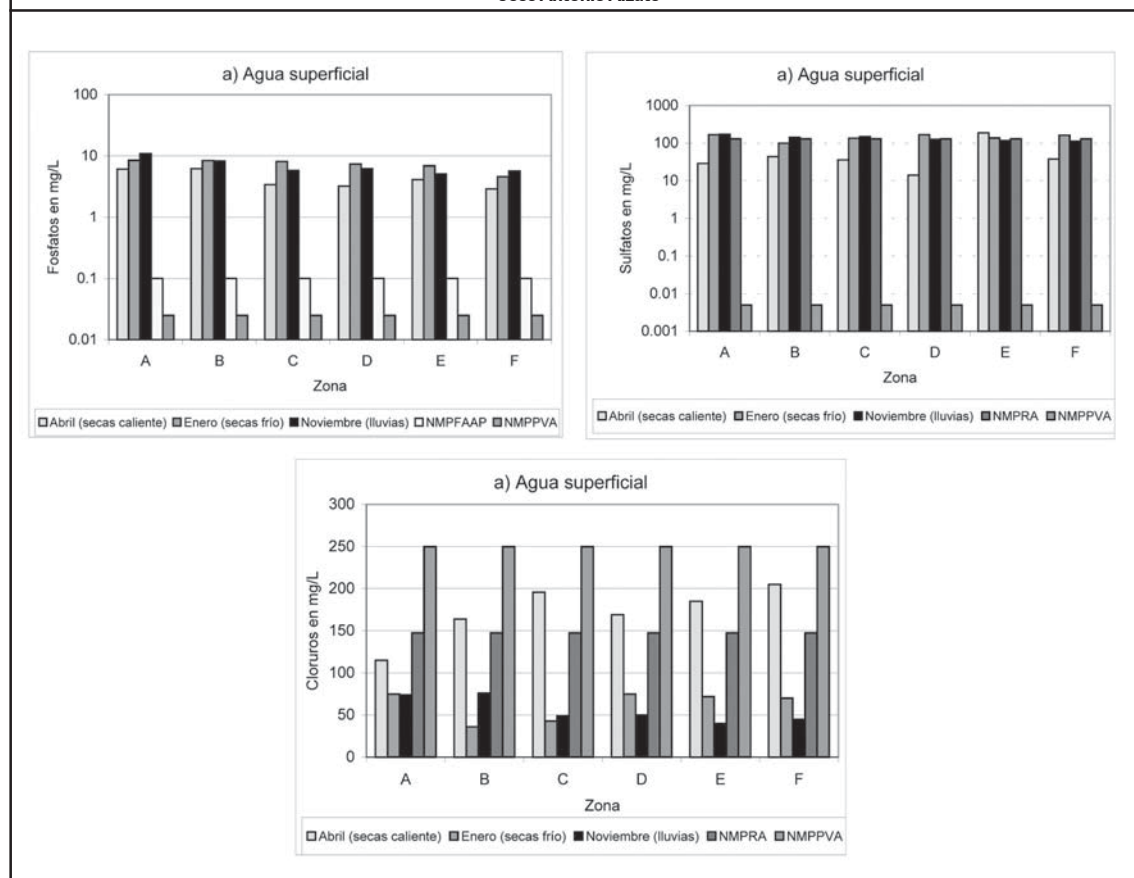 a) Agua superficial
Fosfatos en mg/L
100
10
1
0.1
0.01
A B C D E F
Zona
Abril (secas caliente) Enero (secas frío) Noviembre (lluvias) NMPFAAP NMPPVA
a) Agua superficial
Sulfatos en mg/L
1000
100
10
1
0.1
0.01
0.001
A B C D E F
Zona
Abril (secas caliente) Enero (secas frío) Noviembre (lluvias) NMPRA NMPPVA
a) Agua superficial
Cloruros en mg/L
300
250
200
150
100
50
0
A B C D E F
Zona
Abril (secas caliente) Enero (secas frío) Noviembre (lluvias) NMPRA NMPPVA